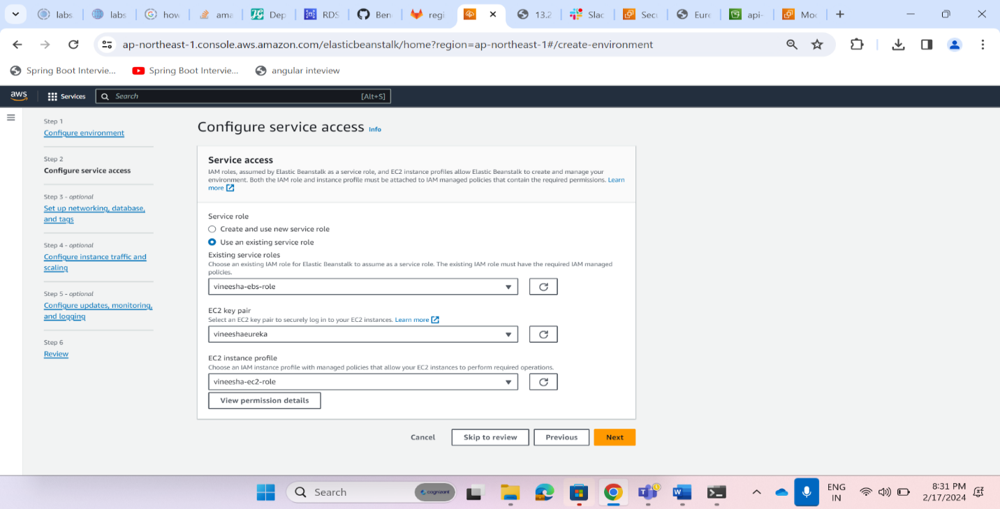 labs
labs
how
ama
Dep
RDS
Ben
regi
13.2
Slac
Secu
Eure
api-
Moc
ap-northeast-1.console.aws.amazon.com/elasticbeanstalk/home?region=ap-northeast-1#/create-environment
Spring Boot Intervie...
Spring Boot Intervie...
angular inteview
aws
Services
Search
[Alt+S]
Step 1
Configure environment
Step 2
Configure service access
Step 3 - optional
Set up networking, database,
and tags
Step 4 - optional
Configure instance traffic and
scaling
Step 5 - optional
Configure updates, monitoring,
and logging
Step 6
Review
Configure service access Info
Service access
IAM roles, assumed by Elastic Beanstalk as a service role, and EC2 instance profiles allow Elastic Beanstalk to create and manage your
environment. Both the IAM role and instance profile must be attached to IAM managed policies that contain the required permissions. Learn
more
Service role
Create and use new service role
Use an existing service role
Existing service roles
Choose an existing IAM role for Elastic Beanstalk to assume as a service role. The existing IAM role must have the required IAM managed
policies.
vineesha-ebs-role
EC2 key pair
Select an EC2 key pair to securely log in to your EC2 instances. Learn more
vineeshaeureka
EC2 instance profile
Choose an IAM instance profile with managed policies that allow your EC2 instances to perform required operations.
vineesha-ec2-role
View permission details
Cancel
Skip to review
Previous
Next
Search
cognizant
ENG
IN
8:31 PM
2/17/2024